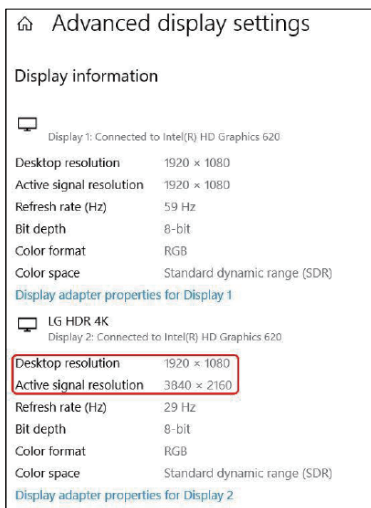 Advanced display settings
Display information
Display 1: Connected to Intel(R) HD Graphics 620
Desktop resolution 1920 × 1080
Active signal resolution 1920 × 1080
Refresh rate (Hz) 59 Hz
Bit depth 8-bit
Color format RGB
Color space Standard dynamic range (SDR)
Display adapter properties for Display 1
LG HDR 4K
Display 2: Connected to Intel(R) HD Graphics 620
Desktop resolution 1920 × 1080
Active signal resolution 3840 × 2160
Refresh rate (Hz) 29 Hz
Bit depth 8-bit
Color format RGB
Color space Standard dynamic range (SDR)
Display adapter properties for Display 2